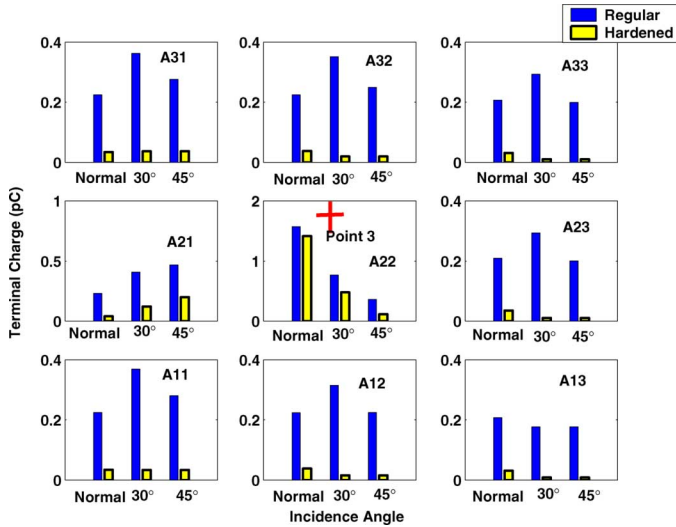 Regular
Hardened
0.4 A31 0.4 A32 0.4 A33
0.2 0.2 0.2
0 0 0
Normal 30° 45° Normal 30° 45° Normal 30° 45°
1 2 0.4
Point 3
A21 A22 A23
0.5 1 0.2
0 0 0
Normal 30° 45° Normal 30° 45° Normal 30° 45°
0.4 A11 0.4 A12 0.4 A13
0.2 0.2 0.2
0 0 0
Normal 30° 45° Normal 30° 45° Normal 30° 45°
Terminal Charge (pC)
Incidence Angle